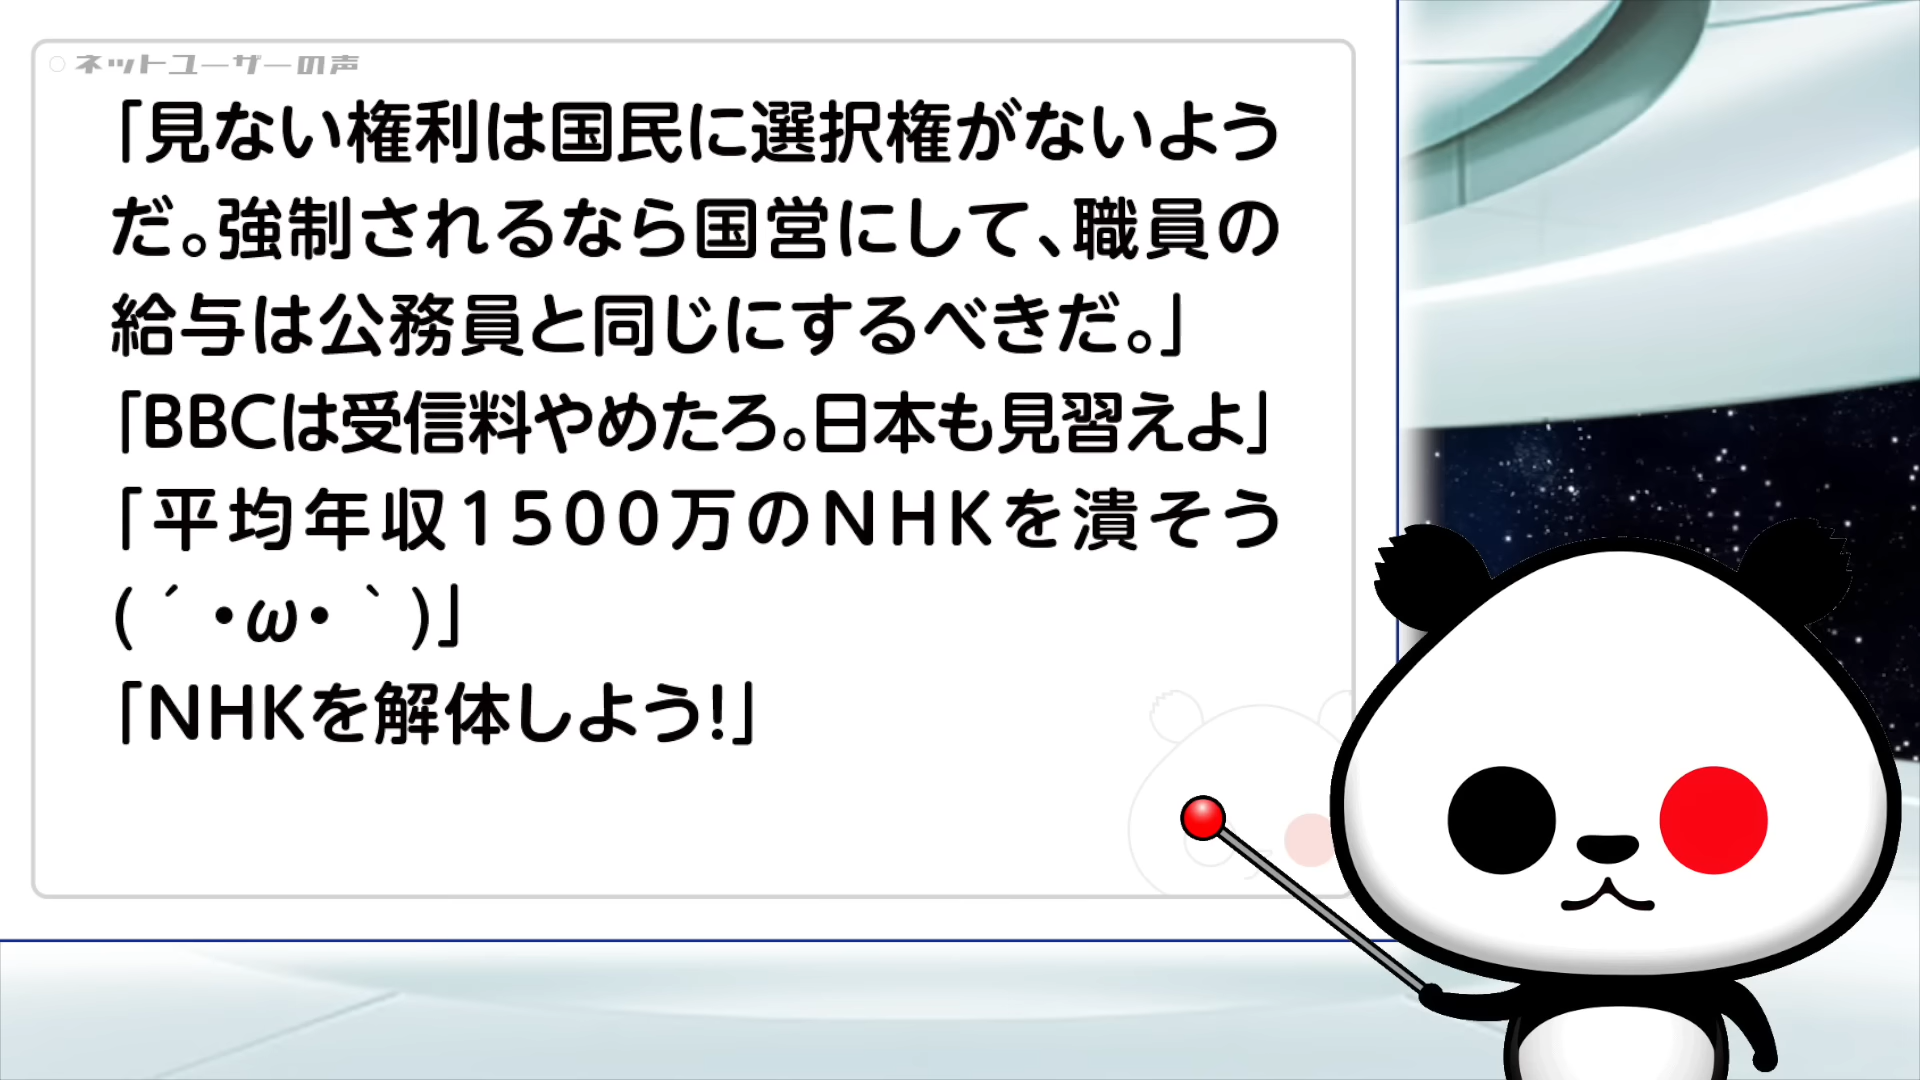 ネットユーザーの声
「見ない権利は国民に選択権がないよう
だ。強制されるなら国営にして、職員の
給与は公務員と同じにするべきだ。」
「BBCは受信料やめたろ。日本も見習えよ」
「平均年収1500万のNHKを潰そう
(´・ω・｀)」
「NHKを解体しよう!」